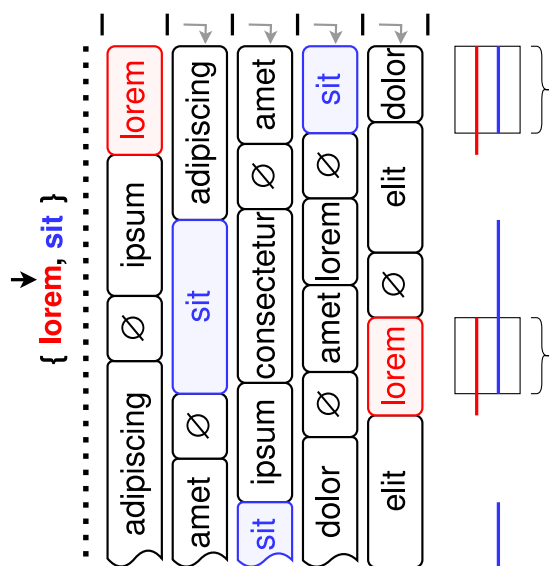 { lorem, sit }
adipiscing ∅ ipsum lorem
amet ∅ sit adipiscing
sit ipsum consectetur ∅ amet
dolor ∅ amet lorem ∅ sit
elit lorem ∅ elit dolor